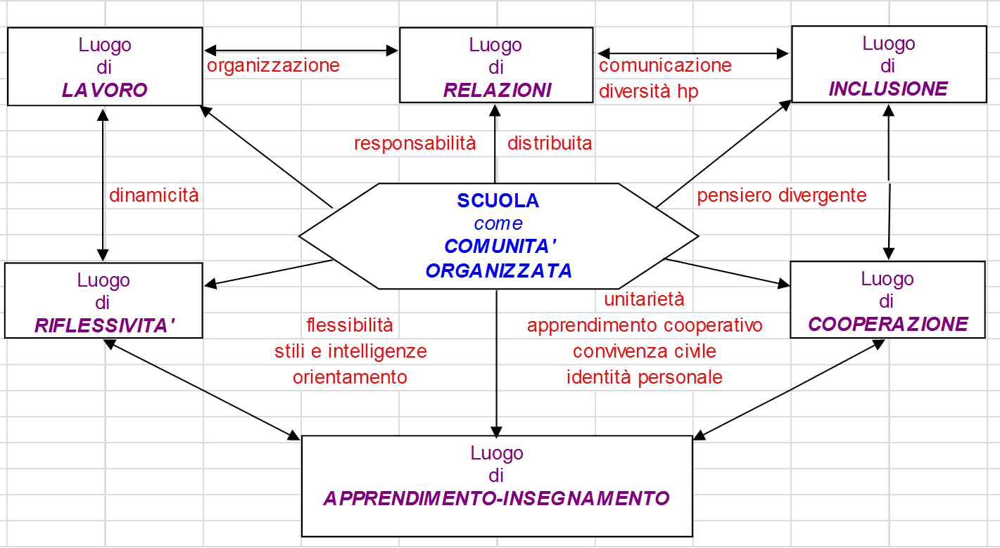 Luogo
di
LAVORO
organizzazione
Luogo
di
RELAZIONI
comunicazione
diversità hp
Luogo
di
INCLUSIONE
responsabilità distribuita
dinamicità
SCUOLA
come
COMUNITA'
ORGANIZZATA
pensiero divergente
Luogo
di
RIFLESSIVITA'
flessibilità
stili e intelligenze
orientamento
unitarietà
apprendimento cooperativo
convivenza civile
identità personale
Luogo
di
COOPERAZIONE
Luogo
di
APPRENDIMENTO-INSEGNAMENTO